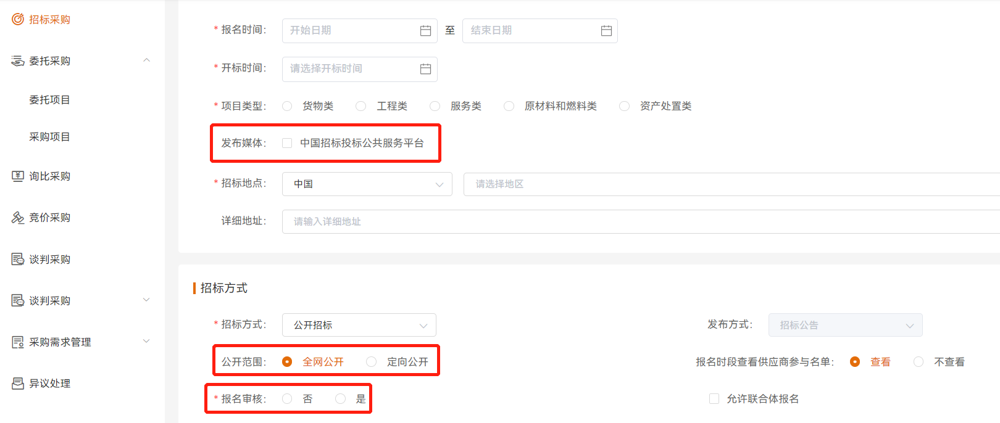 招标采购
委托采购
委托项目
采购项目
询比采购
竞价采购
谈判采购
谈判采购
采购需求管理
异议处理
* 报名时间： 开始日期 至 结束日期
* 开标时间： 请选择开标时间
* 项目类型： 货物类 工程类 服务类 原材料和燃料类 资产处置类
发布媒体： 中国招标投标公共服务平台
* 招标地点： 中国 请选择地区
详细地址： 请输入详细地址
招标方式
* 招标方式： 公开招标 发布方式： 招标公告
公开范围： 全网公开 定向公开 报名时段查看供应商参与名单： 查看 不查看
* 报名审核： 否 是 允许联合体报名